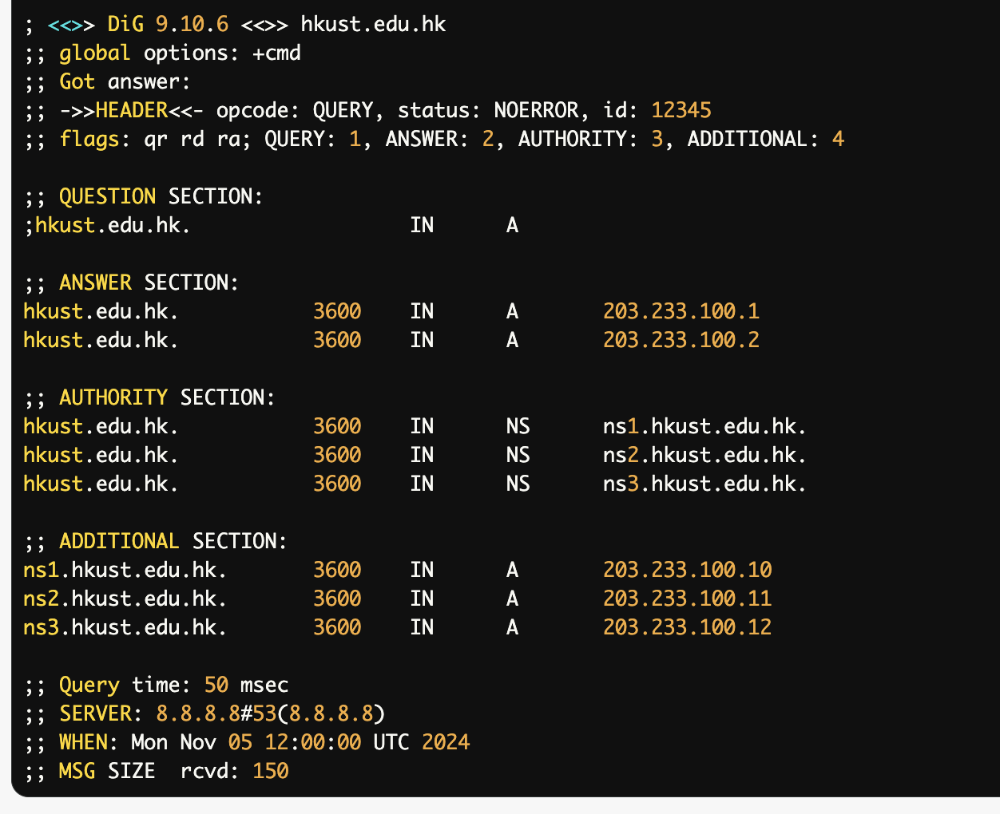 ; <<>> DiG 9.10.6 <<>> hkust.edu.hk
;; global options: +cmd
;; Got answer:
;; ->>HEADER<<- opcode: QUERY, status: NOERROR, id: 12345
;; flags: qr rd ra; QUERY: 1, ANSWER: 2, AUTHORITY: 3, ADDITIONAL: 4
;; QUESTION SECTION:
;hkust.edu.hk. IN A
;; ANSWER SECTION:
hkust.edu.hk. 3600 IN A 203.233.100.1
hkust.edu.hk. 3600 IN A 203.233.100.2
;; AUTHORITY SECTION:
hkust.edu.hk. 3600 IN NS ns1.hkust.edu.hk.
hkust.edu.hk. 3600 IN NS ns2.hkust.edu.hk.
hkust.edu.hk. 3600 IN NS ns3.hkust.edu.hk.
;; ADDITIONAL SECTION:
ns1.hkust.edu.hk. 3600 IN A 203.233.100.10
ns2.hkust.edu.hk. 3600 IN A 203.233.100.11
ns3.hkust.edu.hk. 3600 IN A 203.233.100.12
;; Query time: 50 msec
;; SERVER: 8.8.8.8#53(8.8.8.8)
;; WHEN: Mon Nov 05 12:00:00 UTC 2024
;; MSG SIZE  rcvd: 150